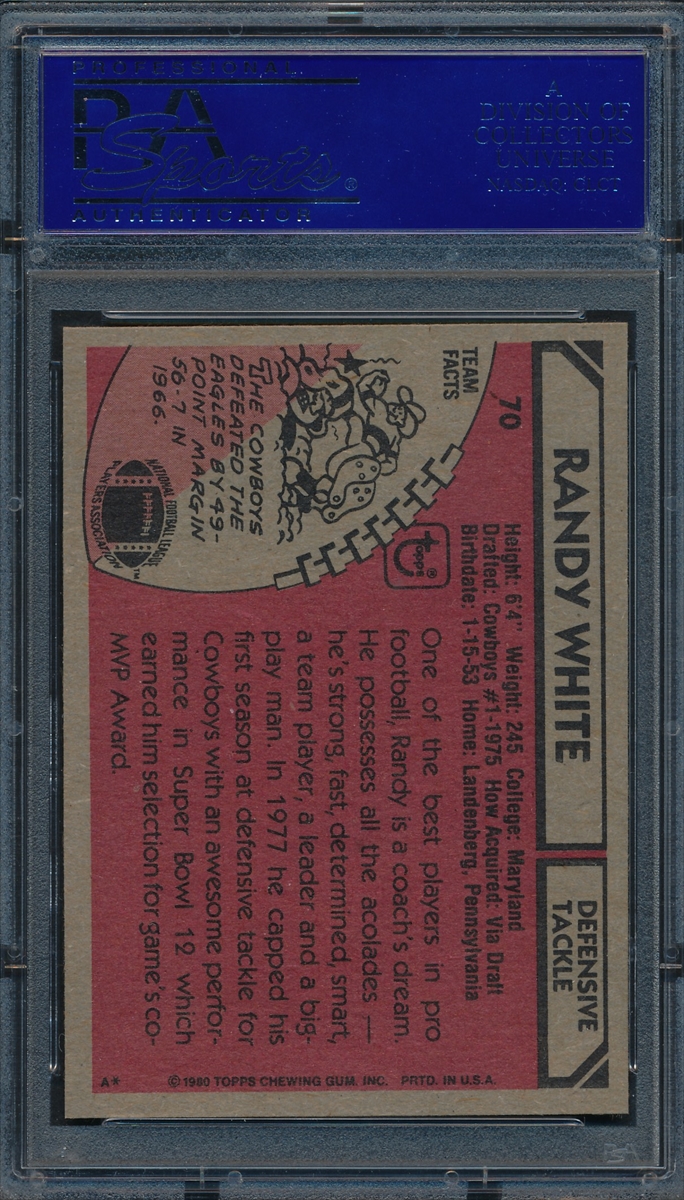 PROFESSIONAL
PSA
Sports®
AUTHENTICATOR
A
DIVISION OF
COLLECTORS
UNIVERSE
NASDAQ: CLCT
RANDY WHITE
DEFENSIVE
TACKLE
70
Height: 6'4" Weight: 245 College: Maryland
Drafted: Cowboys #1-1975 How Acquired: Via Draft
Birthdate: 1-15-53 Home: Landenberg, Pennsylvania
TEAM
FACTS
THE COWBOYS
DEFEATED THE
EAGLES BY 49-
POINT MARGIN
56-7 IN
1966.
NATIONAL FOOTBALL LEAGUE
PLAYERS ASSOCIATION™
topps®
One of the best players in pro
football, Randy is a coach's dream.
He possesses all the acolades —
he's strong, fast, determined, smart,
a team player, a leader and a big-
play man. In 1977 he capped his
first season at defensive tackle for
Cowboys with an awesome perfor-
mance in Super Bowl 12 which
earned him selection for game's co-
MVP Award.
A* ©1980 TOPPS CHEWING GUM, INC. PRTD. IN U.S.A.
PSA